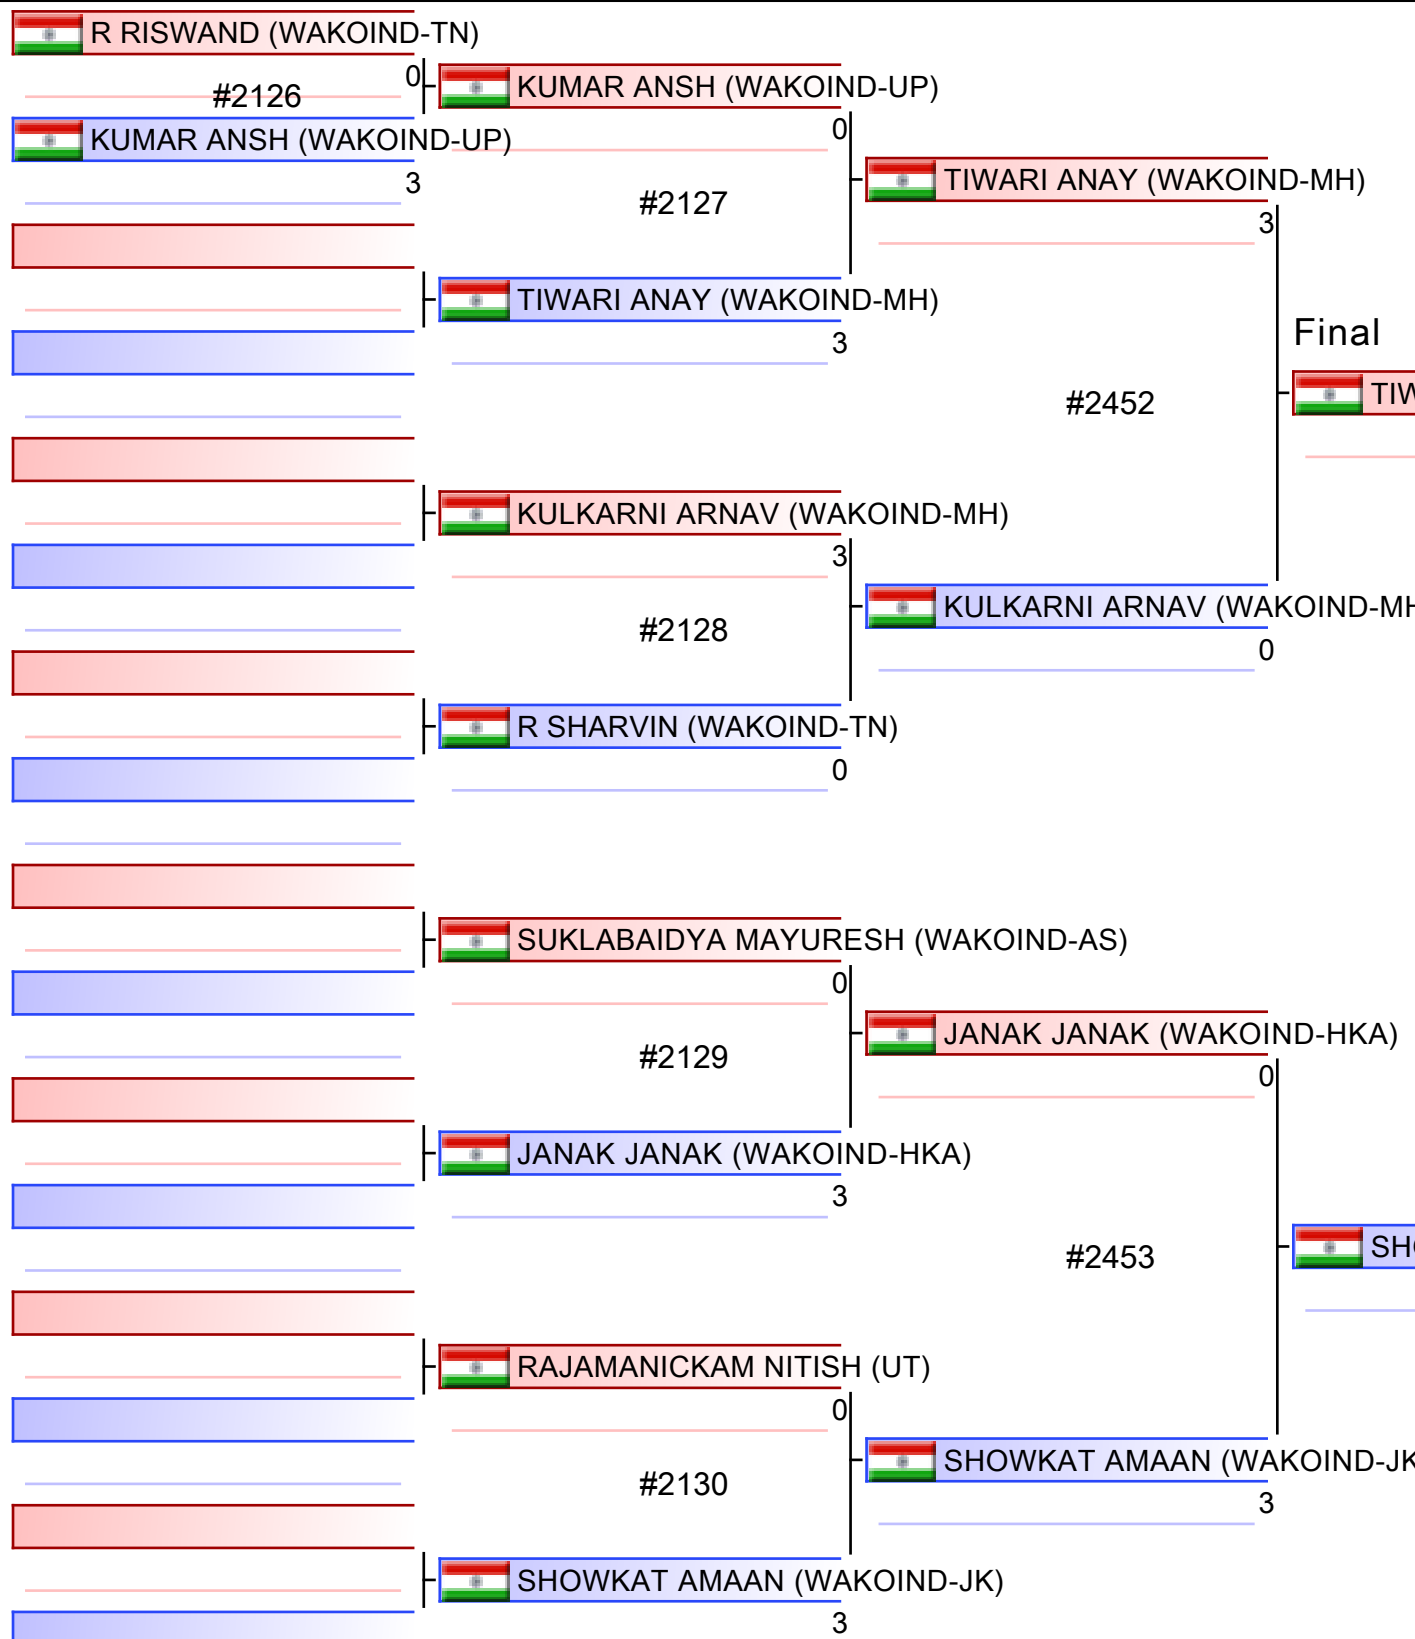 R RISWAND (WAKOIND-TN)
0
#2126
KUMAR ANSH (WAKOIND-UP)
3
KUMAR ANSH (WAKOIND-UP)
0
#2127
TIWARI ANAY (WAKOIND-MH)
3
KULKARNI ARNAV (WAKOIND-MH)
3
#2128
R SHARVIN (WAKOIND-TN)
0
SUKLABAIDYA MAYURESH (WAKOIND-AS)
0
#2129
JANAK JANAK (WAKOIND-HKA)
3
RAJAMANICKAM NITISH (UT)
0
#2130
SHOWKAT AMAAN (WAKOIND-JK)
3
TIWARI ANAY (WAKOIND-MH)
3
#2452
KULKARNI ARNAV (WAKOIND-MH
0
JANAK JANAK (WAKOIND-HKA)
0
#2453
SHOWKAT AMAAN (WAKOIND-JK
3
Final
TIW
SHO